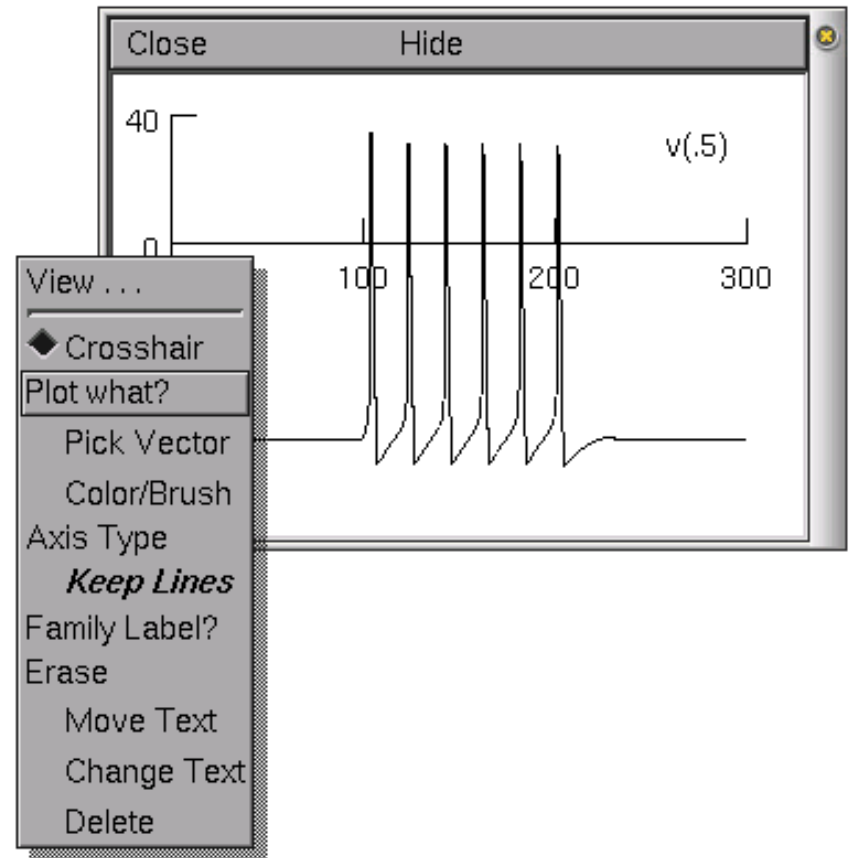 Close Hide
40
v(.5)
0
100 200 300
View . . .
Crosshair
Plot what?
Pick Vector
Color/Brush
Axis Type
Keep Lines
Family Label?
Erase
Move Text
Change Text
Delete